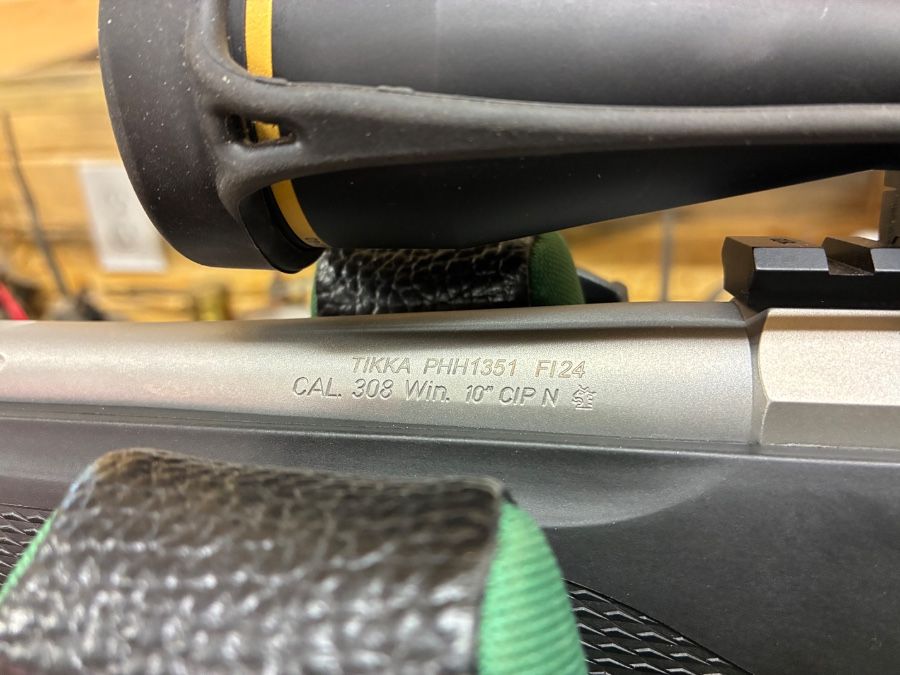 TIKKA PHH1351 FI24
CAL. 308 Win. 10" CIP N